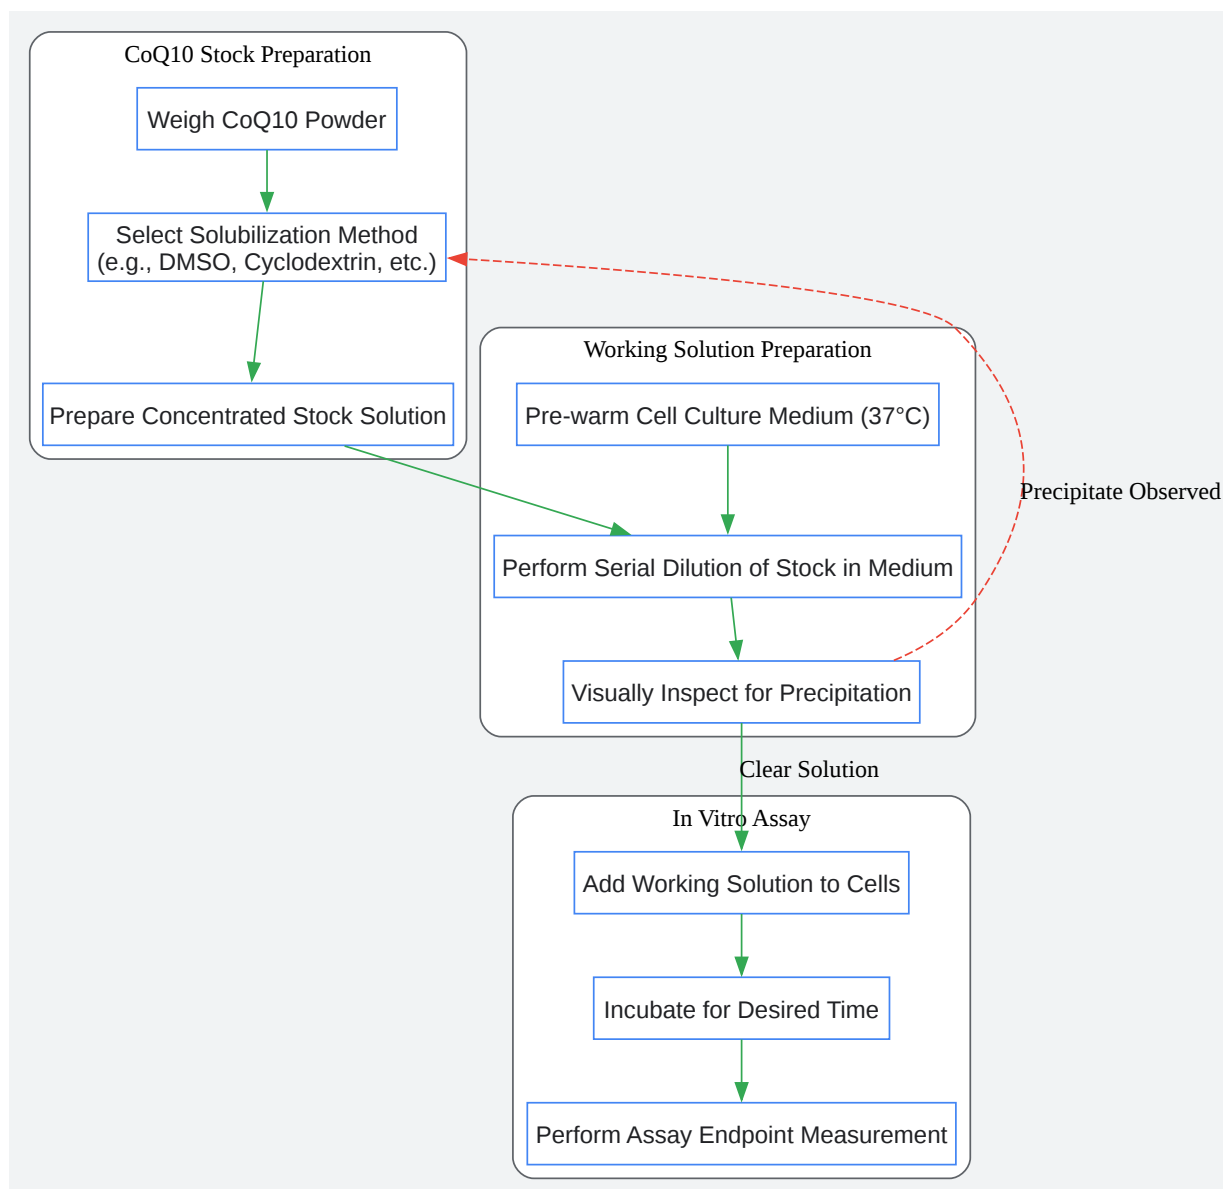 CoQ10 Stock Preparation
Weigh CoQ10 Powder
Select Solubilization Method
(e.g., DMSO, Cyclodextrin, etc.)
Prepare Concentrated Stock Solution
Working Solution Preparation
Pre-warm Cell Culture Medium (37°C)
Precipitate Observed
Perform Serial Dilution of Stock in Medium
Visually Inspect for Precipitation
Clear Solution
In Vitro Assay
Add Working Solution to Cells
Incubate for Desired Time
Perform Assay Endpoint Measurement